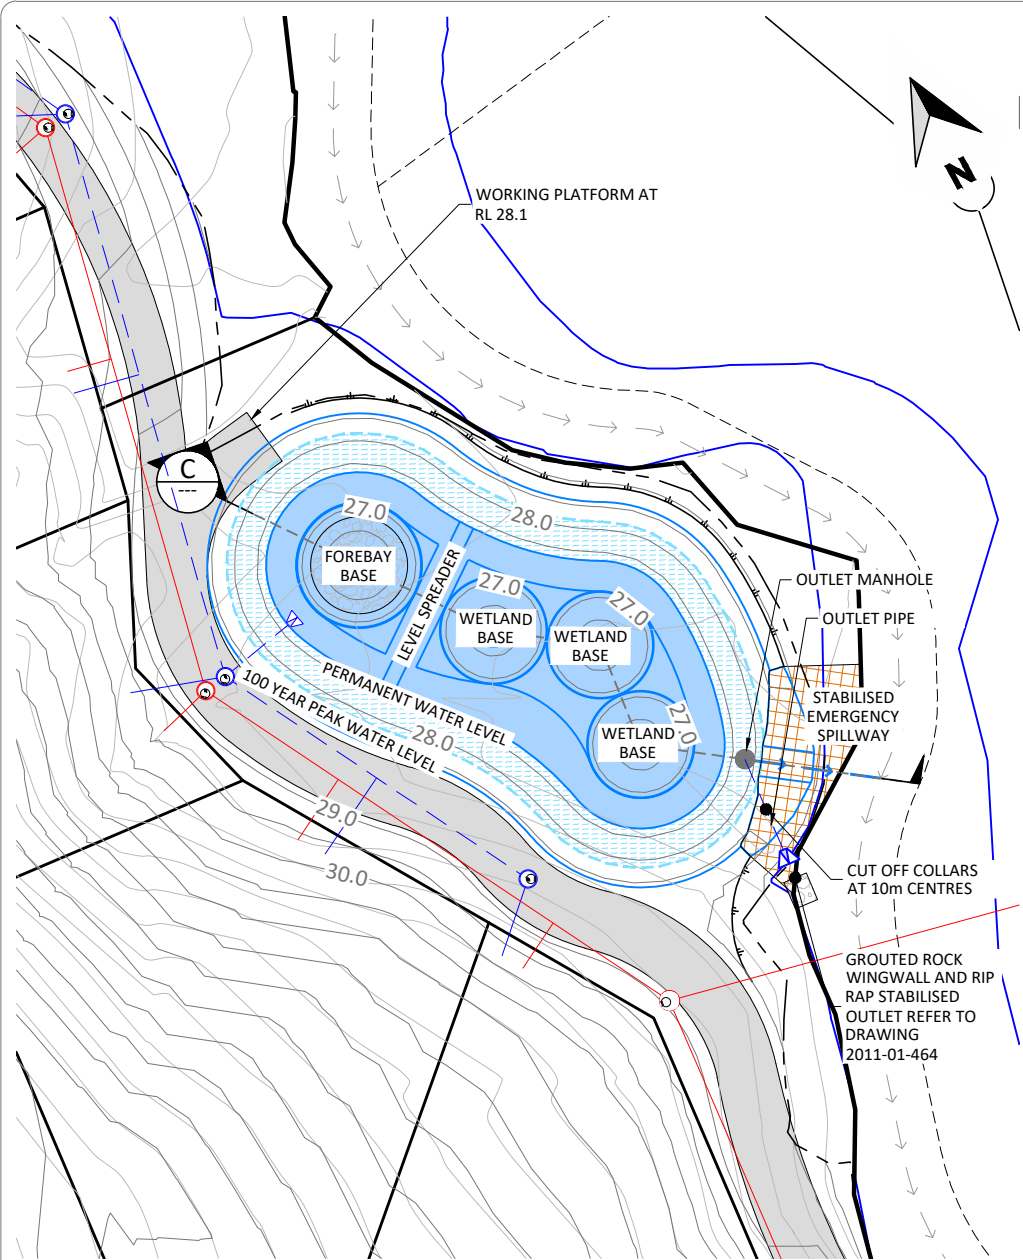 N
WORKING PLATFORM AT
RL 28.1
C
---
27.0
28.0
FOREBAY
BASE
LEVEL SPREADER
27.0
27.0
WETLAND
BASE
WETLAND
BASE
OUTLET MANHOLE
OUTLET PIPE
PERMANENT WATER LEVEL
100 YEAR PEAK WATER LEVEL
28.0
27.0
WETLAND
BASE
STABILISED
EMERGENCY
SPILLWAY
29.0
30.0
CUT OFF COLLARS
AT 10m CENTRES
GROUTED ROCK
WINGWALL AND RIP
RAP STABILISED
OUTLET REFER TO
DRAWING
2011-01-464